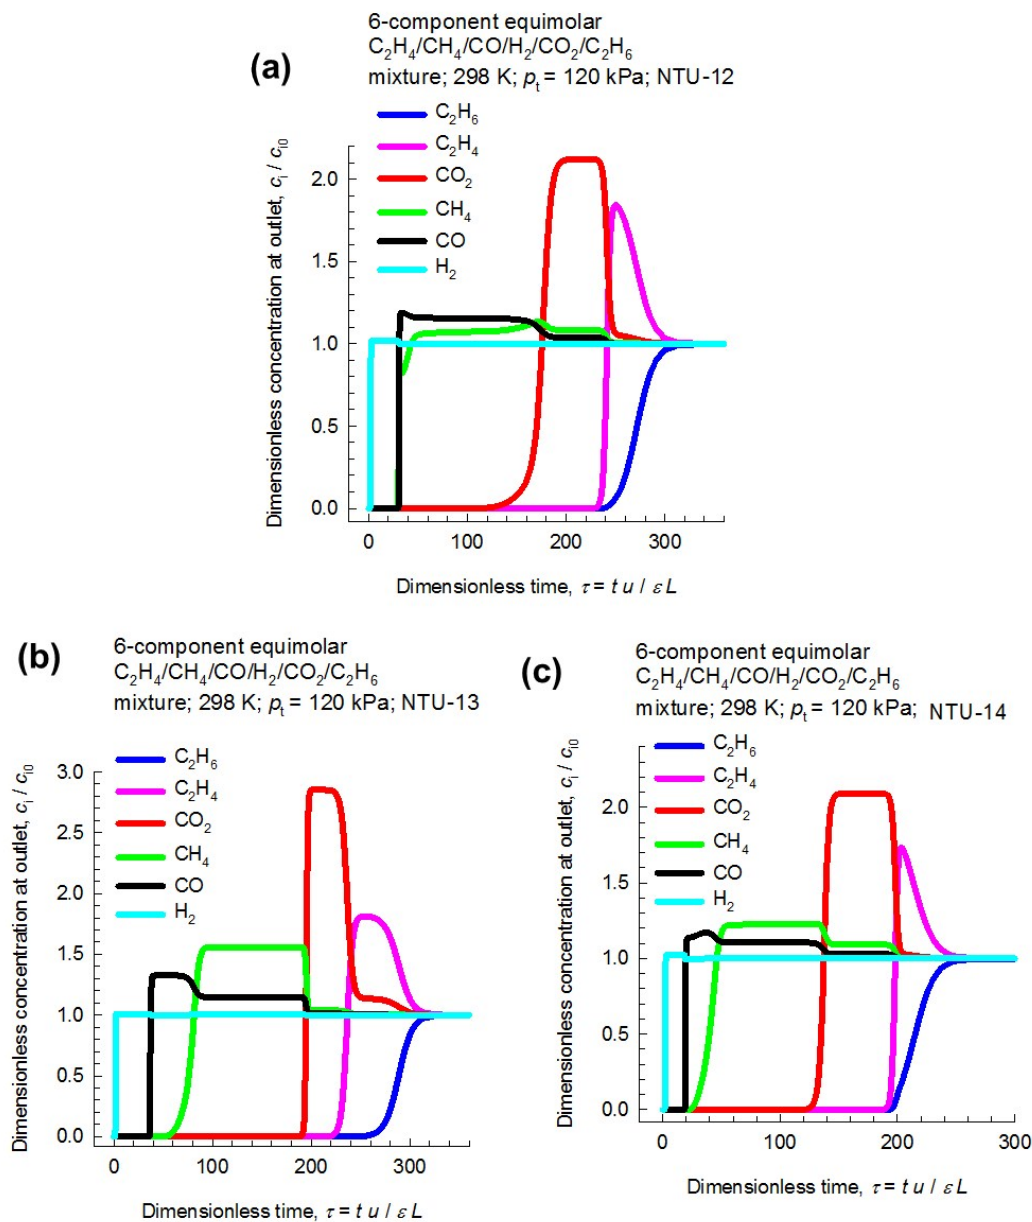 (a)
6-component equimolar
C₂H₄/CH₄/CO/H₂/CO₂/C₂H₆
mixture; 298 K; pₜ = 120 kPa; NTU-12
C₂H₆
C₂H₄
CO₂
CH₄
CO
H₂
Dimensionless concentration at outlet, cᵢ / cᵢ₀
2.0
1.5
1.0
0.5
0.0
0 100 200 300
Dimensionless time, τ = t u / ε L
(b)
6-component equimolar
C₂H₄/CH₄/CO/H₂/CO₂/C₂H₆
mixture; 298 K; pₜ = 120 kPa; NTU-13
C₂H₆
C₂H₄
CO₂
CH₄
CO
H₂
Dimensionless concentration at outlet, cᵢ / cᵢ₀
3.0
2.5
2.0
1.5
1.0
0.5
0.0
0 100 200 300
Dimensionless time, τ = t u / ε L
(c)
6-component equimolar
C₂H₄/CH₄/CO/H₂/CO₂/C₂H₆
mixture; 298 K; pₜ = 120 kPa; NTU-14
C₂H₆
C₂H₄
CO₂
CH₄
CO
H₂
Dimensionless concentration at outlet, cᵢ / cᵢ₀
2.0
1.5
1.0
0.5
0.0
0 100 200 300
Dimensionless time, τ = t u / ε L